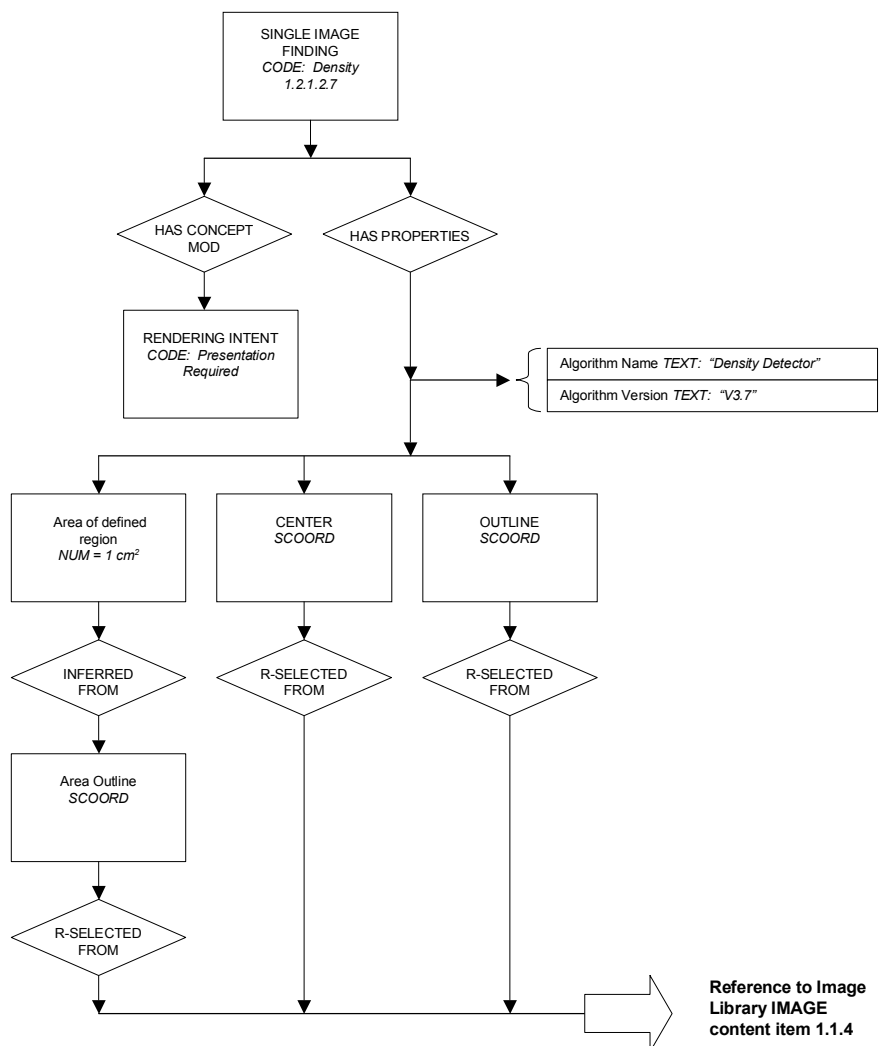 SINGLE IMAGE
FINDING
CODE: Density
1.2.1.2.7
HAS CONCEPT
MOD
HAS PROPERTIES
RENDERING INTENT
CODE: Presentation
Required
Algorithm Name TEXT: “Density Detector”
Algorithm Version TEXT: “V3.7”
Area of defined
region
NUM = 1 cm²
CENTER
SCOORD
OUTLINE
SCOORD
INFERRED
FROM
R-SELECTED
FROM
R-SELECTED
FROM
Area Outline
SCOORD
R-SELECTED
FROM
Reference to Image
Library IMAGE
content item 1.1.4